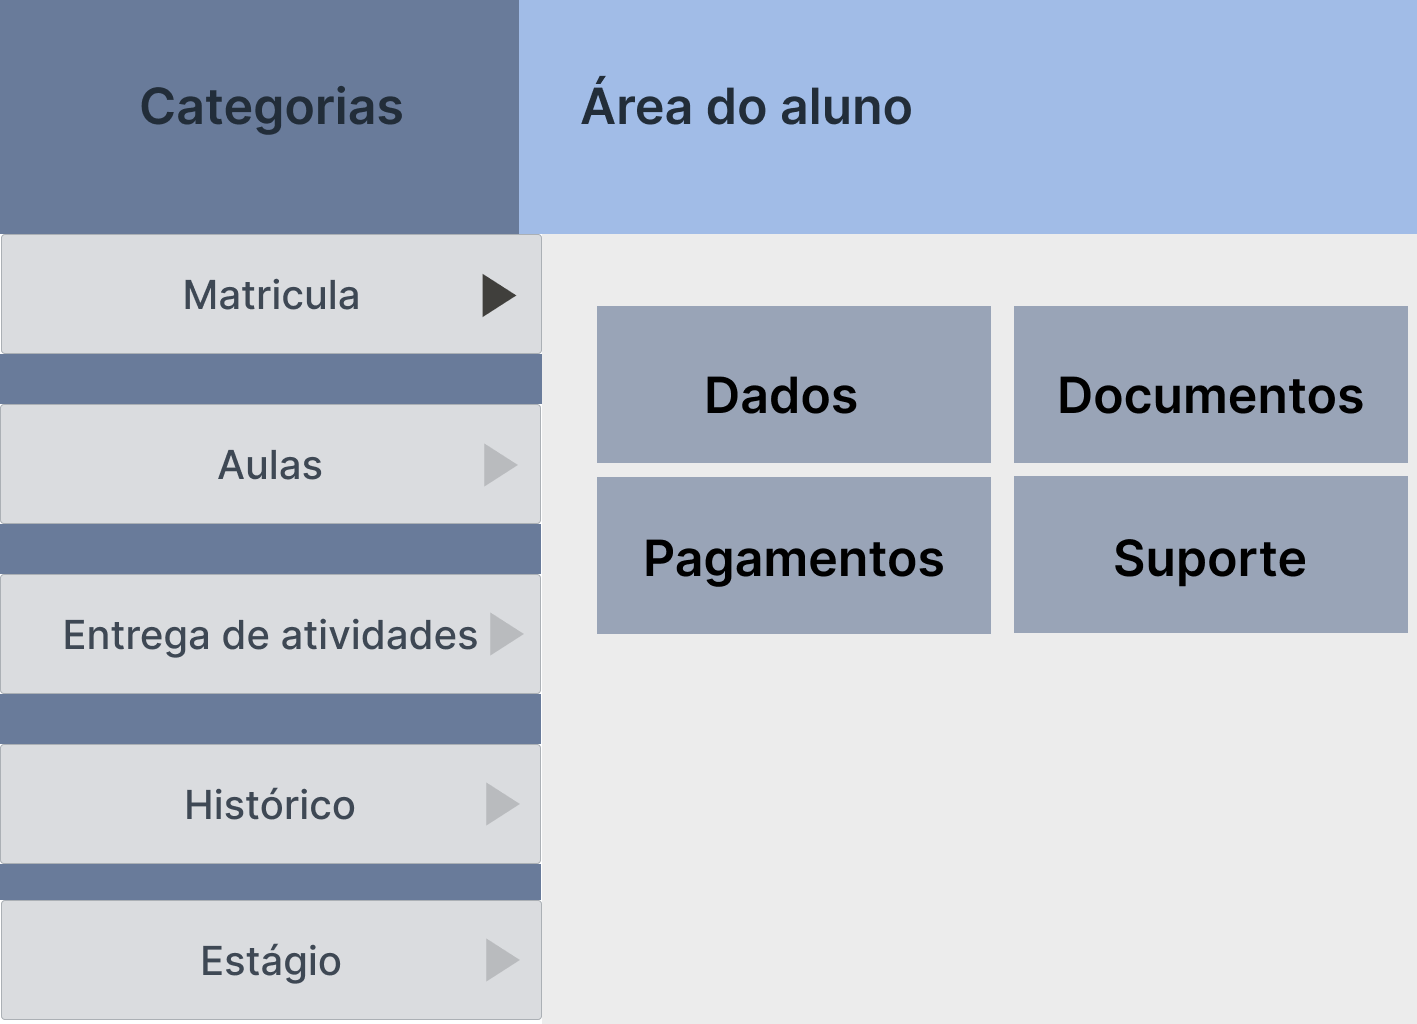 Categorias
Área do aluno
Matricula
Aulas
Entrega de atividades
Histórico
Estágio
Dados
Documentos
Pagamentos
Suporte